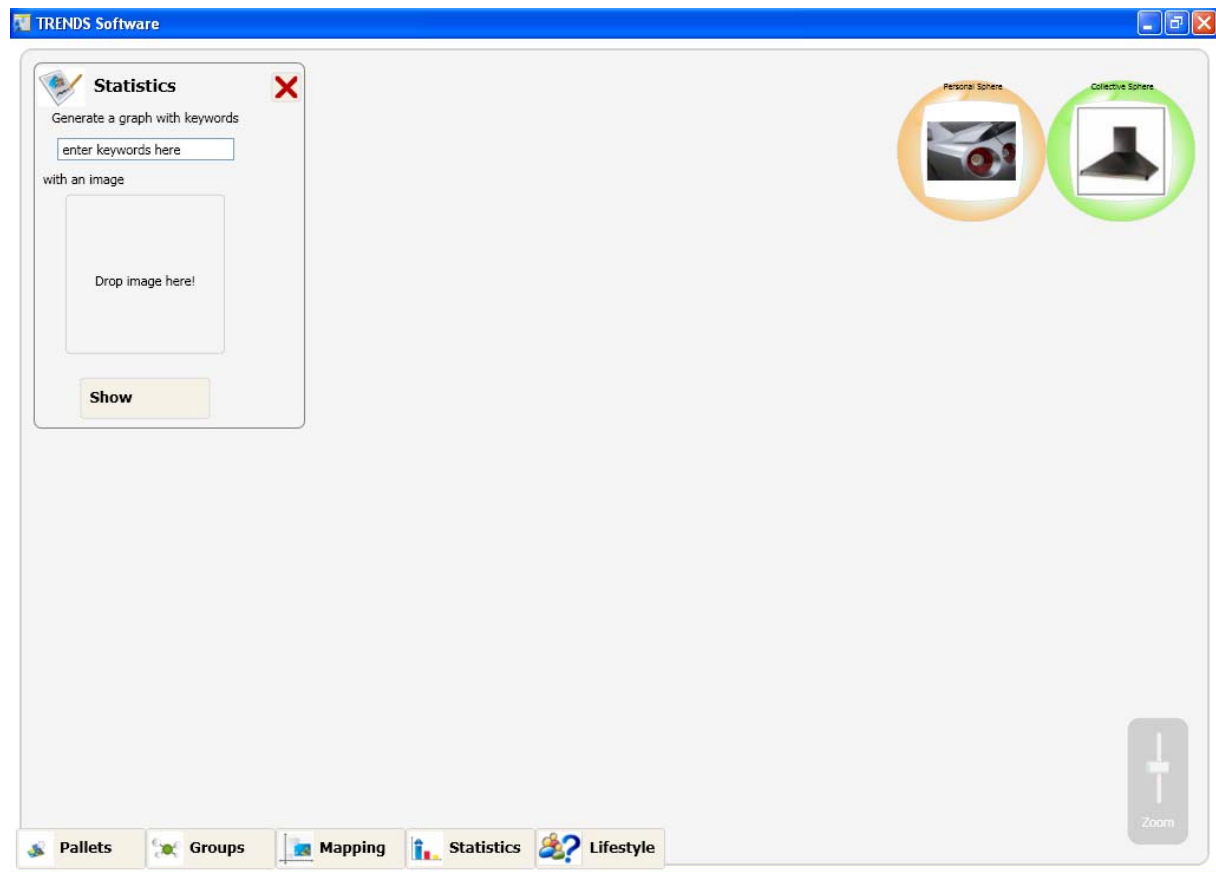 TRENDS Software
Statistics
Generate a graph with keywords
enter keywords here
with an image
Drop image here!
Show
Personal Sphere
Collective Sphere
Zoom
Pallets
Groups
Mapping
Statistics
Lifestyle